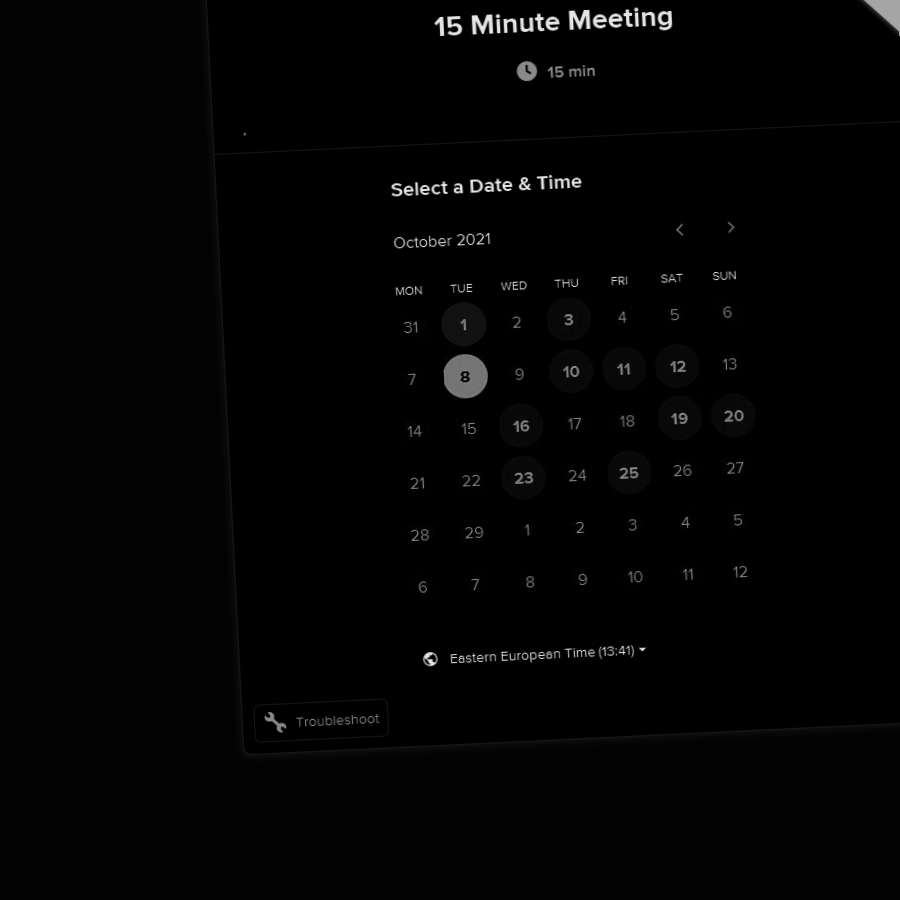 15 Minute Meeting
15 min
Select a Date & Time
October 2021
MON TUE WED THU FRI SAT SUN
31 1 2 3 4 5 6
7 8 9 10 11 12 13
14 15 16 17 18 19 20
21 22 23 24 25 26 27
28 29 1 2 3 4 5
6 7 8 9 10 11 12
Eastern European Time (13:41)
Troubleshoot